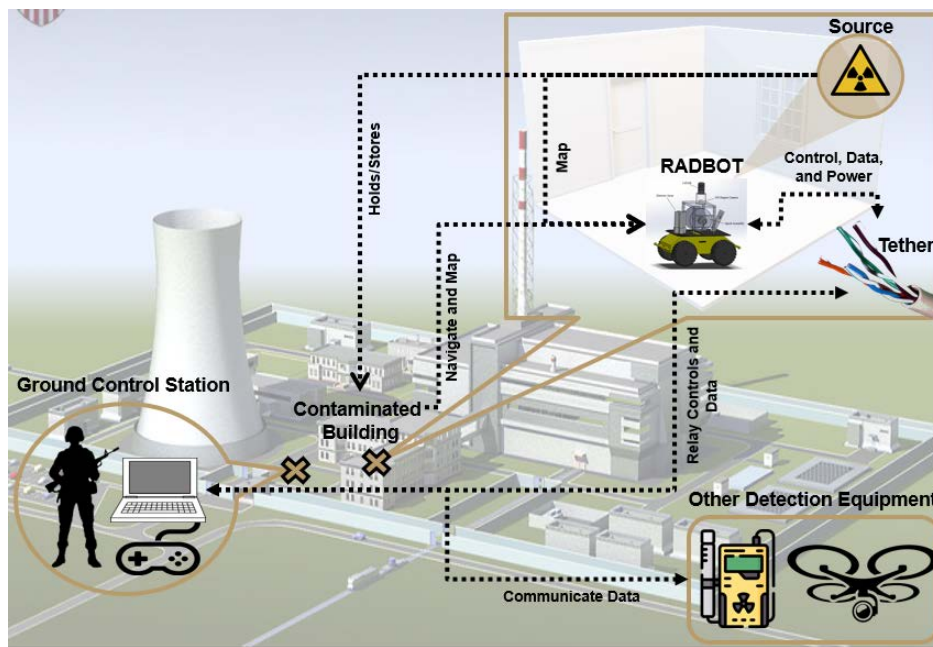 Source
Holds/Stores
Map
RADBOT
Control, Data,
and Power
Tether
Navigate and Map
Relay Controls and
Data
Ground Control Station
Contaminated
Building
Other Detection Equipment
Communicate Data